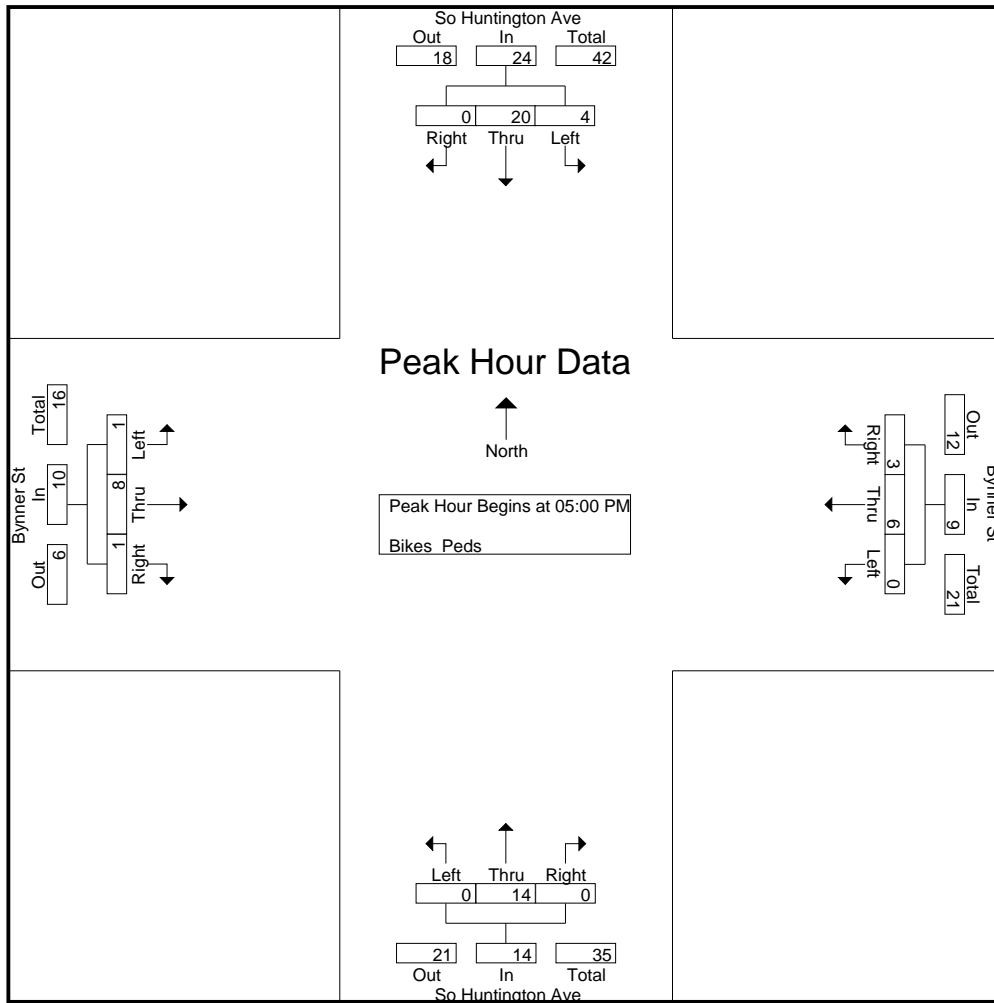 So Huntington Ave
Out In Total
18 24 42
0 20 4
Right Thru Left
Peak Hour Data
North
Peak Hour Begins at 05:00 PM
Bikes Peds
Bynner St
Total In Out
16 10 6
1 8 1
Left Thru Right
Right Thru Left
3 6 0
Out In Total
12 9 21
Bynner St
Left Thru Right
0 14 0
21 14 35
Out In Total
So Huntington Ave